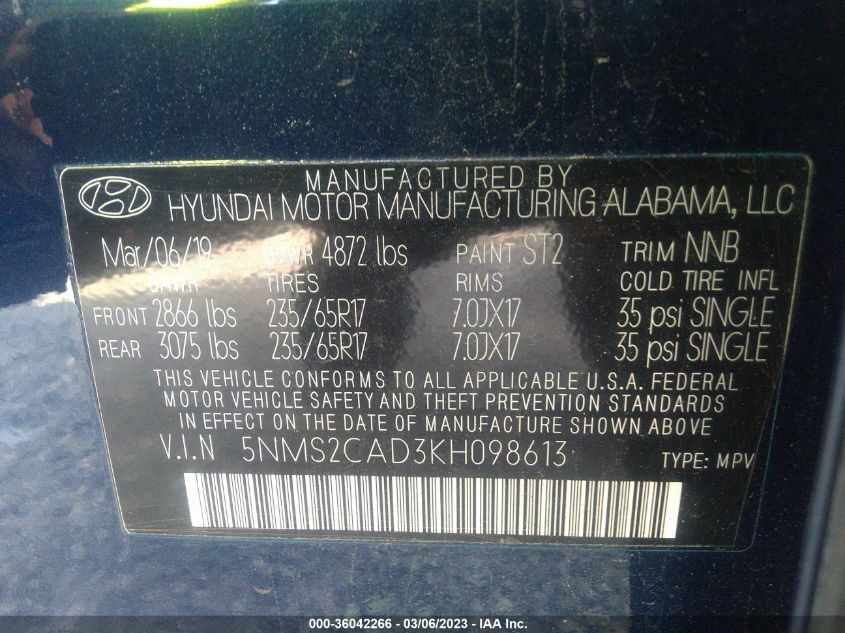 MANUFACTURED BY
HYUNDAI MOTOR MANUFACTURING ALABAMA, LLC
Mar/06/19 GVWR 4872 lbs PAINT ST2 TRIM NNB
GAWR TIRES RIMS COLD TIRE INFL
FRONT 2866 lbs 235/65R17 7.0JX17 35 psi SINGLE
REAR 3075 lbs 235/65R17 7.0JX17 35 psi SINGLE
THIS VEHICLE CONFORMS TO ALL APPLICABLE U.S.A. FEDERAL
MOTOR VEHICLE SAFETY AND THEFT PREVENTION STANDARDS
IN EFFECT ON THE DATE OF MANUFACTURE SHOWN ABOVE
V.I.N 5NMS2CAD3KH098613 TYPE: MPV
000-36042266 - 03/06/2023 - IAA Inc.